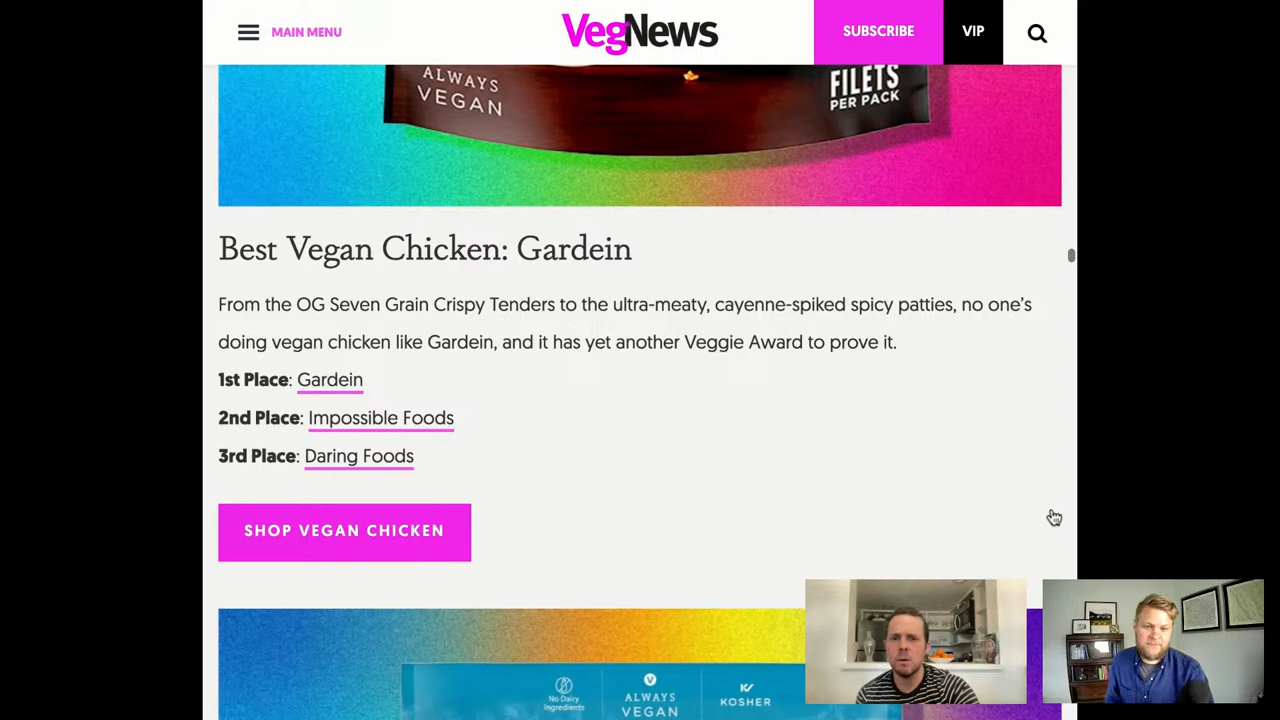 MAIN MENU
VegNews
SUBSCRIBE
VIP
ALWAYS
VEGAN
FILETS
PER PACK
Best Vegan Chicken: Gardein
From the OG Seven Grain Crispy Tenders to the ultra-meaty, cayenne-spiked spicy patties, no one’s
doing vegan chicken like Gardein, and it has yet another Veggie Award to prove it.
1st Place: Gardein
2nd Place: Impossible Foods
3rd Place: Daring Foods
SHOP VEGAN CHICKEN
No Dairy
Ingredients
V
ALWAYS
VEGAN
K
KOSHER